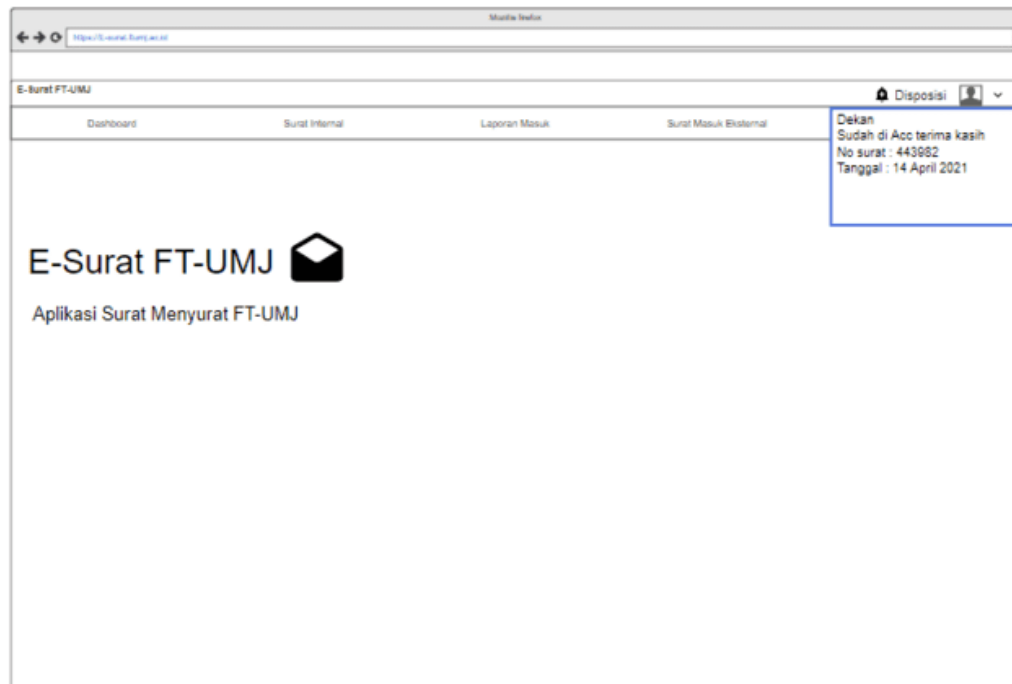 Mozilla firefox
E-Surat FT-UMJ
Disposisi
Dashboard
Surat Internal
Laporan Masuk
Surat Masuk Eksternal
Dekan
Sudah di Acc terima kasih
No surat : 443982
Tanggal : 14 April 2021
E-Surat FT-UMJ
Aplikasi Surat Menyurat FT-UMJ